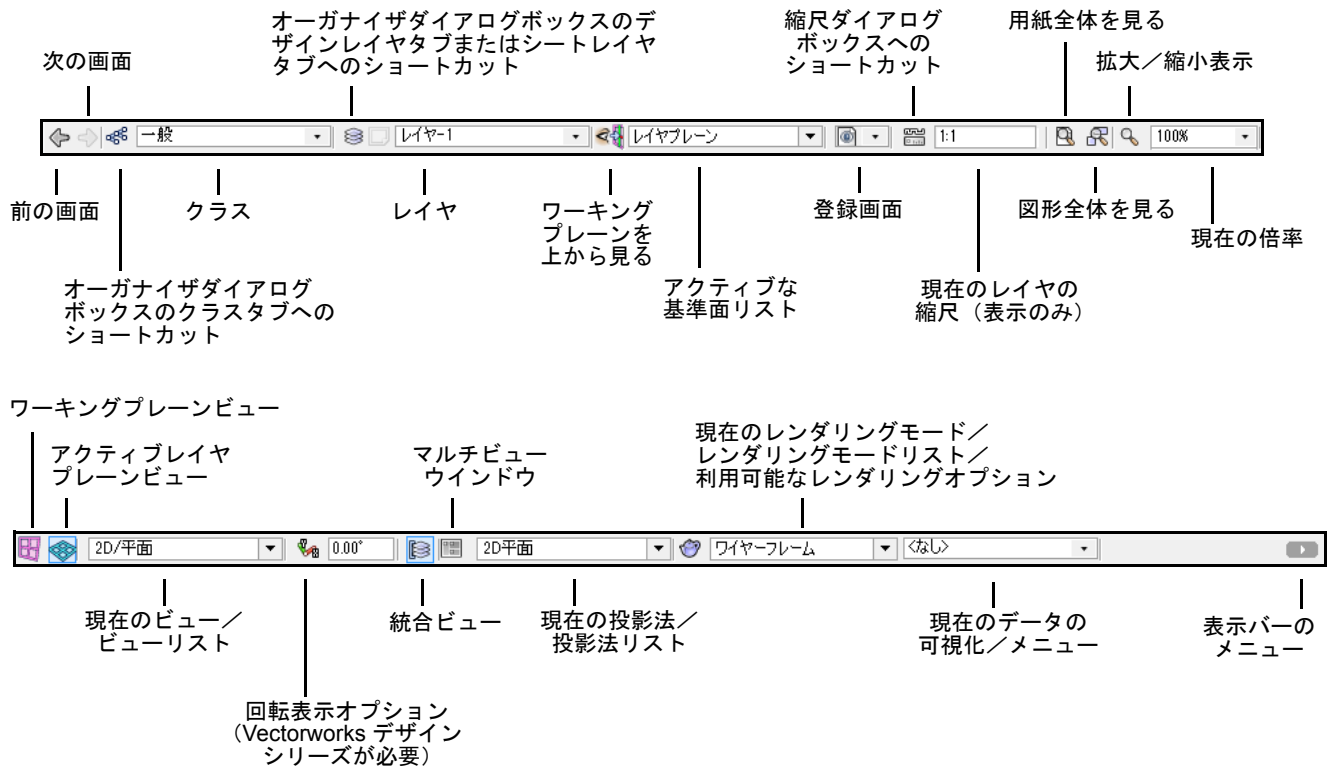 オーガナイザダイアログボックスのデ
ザインレイヤタブまたはシートレイヤ
タブへのショートカット
縮尺ダイアログ
ボックスへの
ショートカット
用紙全体を見る
次の画面
拡大／縮小表示
一般
レイヤ-1
レイヤプレーン
1:1
100%
前の画面
クラス
レイヤ
ワーキング
プレーンを
上から見る
登録画面
図形全体を見る
現在の倍率
オーガナイザダイアログ
ボックスのクラスタブへの
ショートカット
アクティブな
基準面リスト
現在のレイヤの
縮尺（表示のみ）
ワーキングプレーンビュー
アクティブレイヤ
プレーンビュー
マルチビュー
ウインドウ
現在のレンダリングモード／
レンダリングモードリスト／
利用可能なレンダリングオプション
2D/平面
0.00°
2D平面
ワイヤーフレーム
<なし>
現在のビュー／
ビューリスト
統合ビュー
現在の投影法／
投影法リスト
現在のデータの
可視化／メニュー
表示バーの
メニュー
回転表示オプション
（Vectorworks デザイン
シリーズが必要）